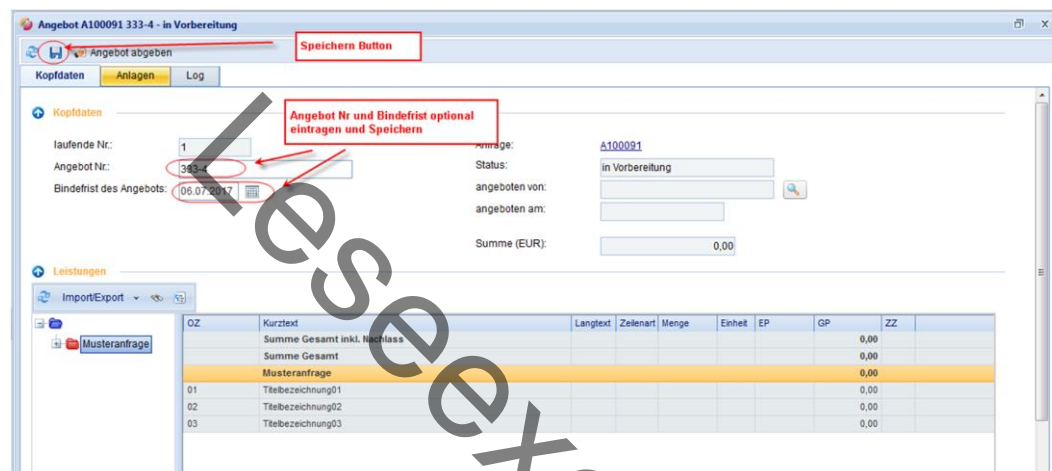 Angebot A100091 333-4 - in Vorbereitung
Angebot abgeben
Speichern Button
Kopfdaten Anlagen Log
Kopfdaten
Angebot Nr und Bindefrist optional
eintragen und Speichern
laufende Nr.: 1
Anfrage: A100091
Angebot Nr.: 333-4
Status: in Vorbereitung
Bindefrist des Angebots: 06.07.2017
angeboten von:
angeboten am:
Summe (EUR): 0,00
Leistungen
Import/Export
Musteranfrage
OZ Kurztext Langtext Zeilenart Menge Einheit EP GP ZZ
Summe Gesamt inkl. Nachlass 0,00
Summe Gesamt 0,00
Musteranfrage 0,00
01 Titelbezeichnung01 0,00
02 Titelbezeichnung02 0,00
03 Titelbezeichnung03 0,00